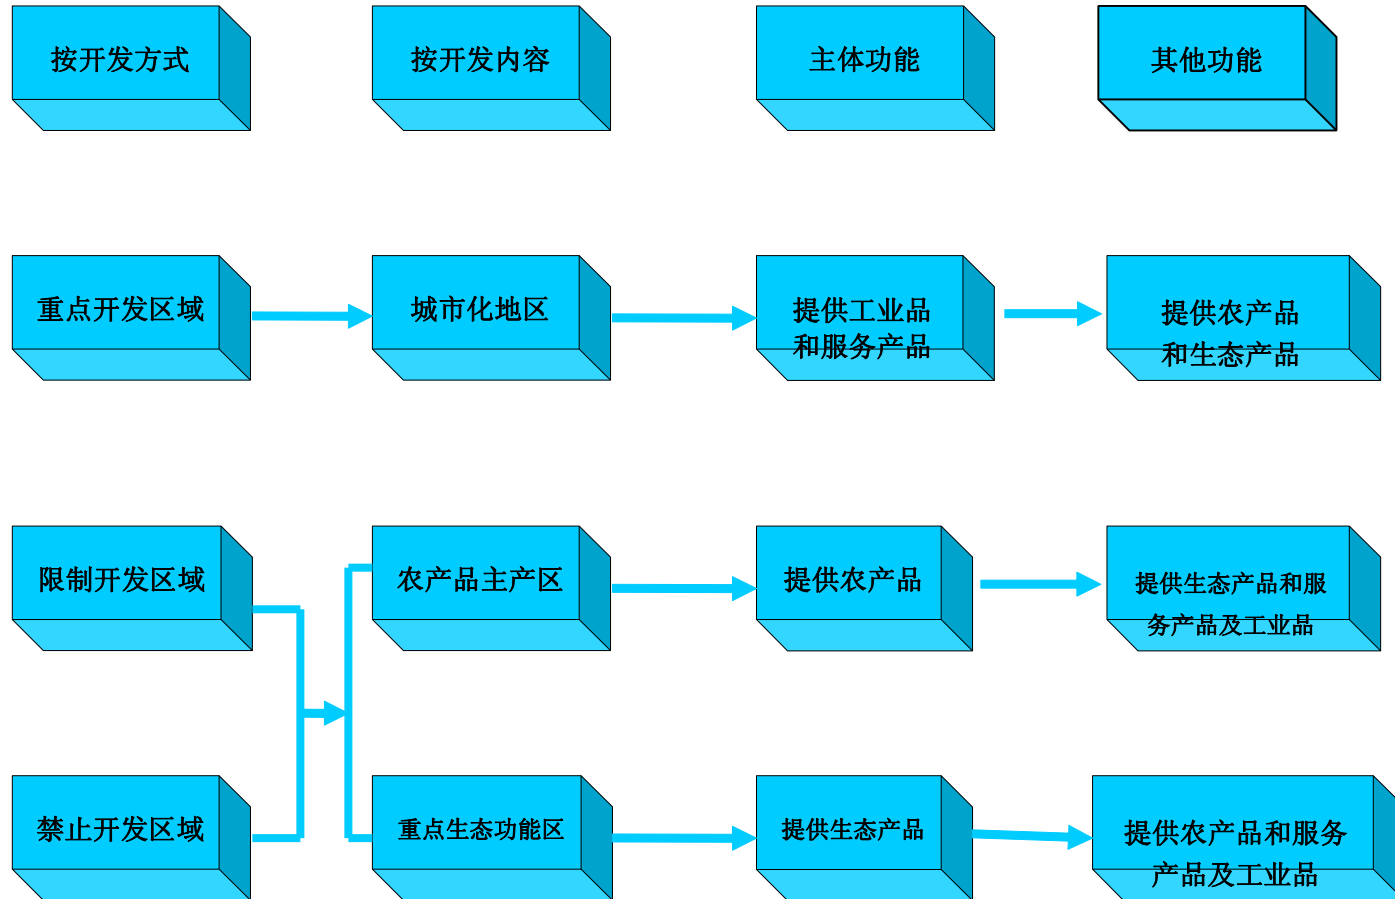 按开发方式
按开发内容
主体功能
其他功能
重点开发区域
城市化地区
提供工业品
和服务产品
提供农产品
和生态产品
限制开发区域
农产品主产区
提供农产品
提供生态产品和服
务产品及工业品
禁止开发区域
重点生态功能区
提供生态产品
提供农产品和服务
产品及工业品